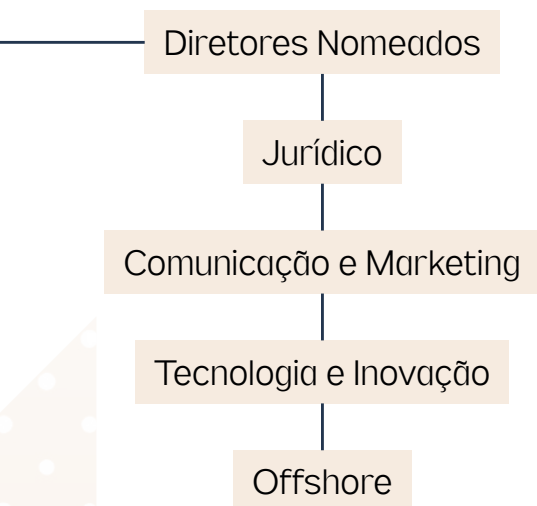 Diretores Nomeados
Jurídico
Comunicação e Marketing
Tecnologia e Inovação
Offshore